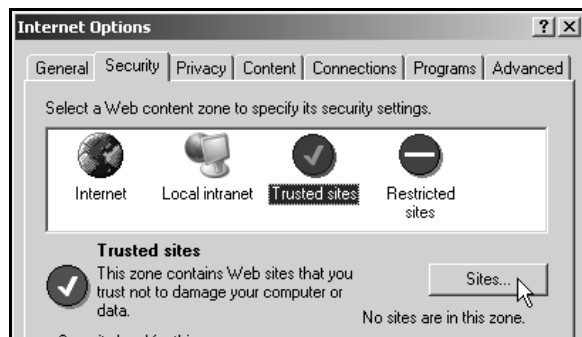 Internet Options
General Security Privacy Content Connections Programs Advanced
Select a Web content zone to specify its security settings.
Internet Local intranet Trusted sites Restricted
sites
Trusted sites
This zone contains Web sites that you
trust not to damage your computer or
data.
Sites...
No sites are in this zone.